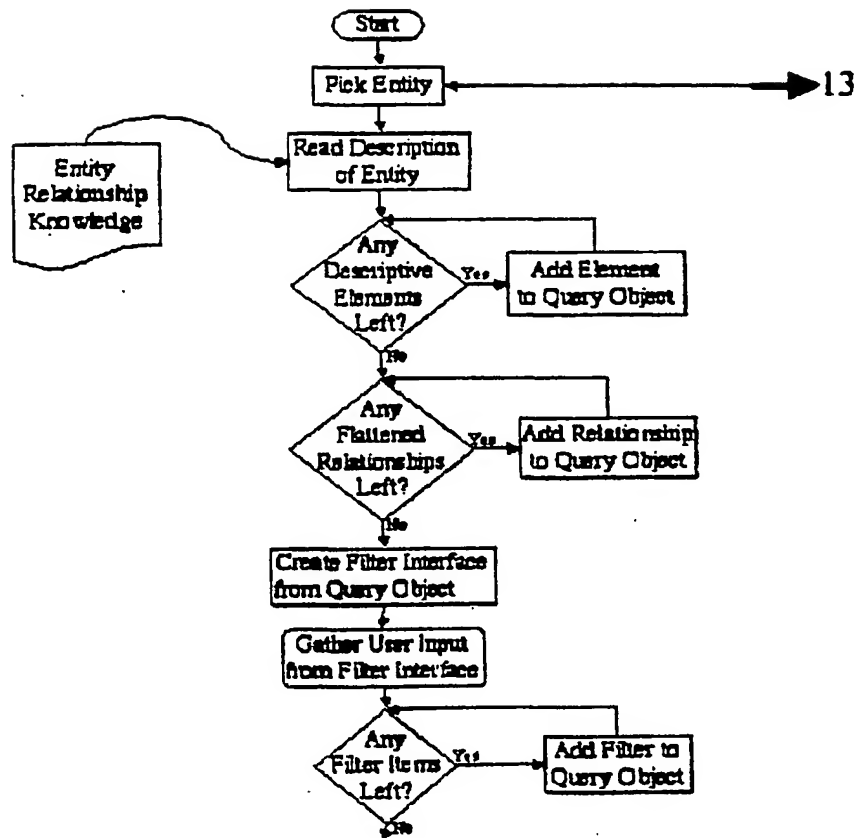 Start
Pick Entity
13
Read Description
of Entity
Entity
Relationship
Knowledge
Any
Descriptive
Elements
Left?
Yes
Add Element
to Query Object
No
Any
Flattened
Relationships
Left?
Yes
Add Relationship
to Query Object
No
Create Filter Interface
from Query Object
Gather User Input
from Filter Interface
Any
Filter Items
Left?
Yes
Add Filter to
Query Object
No